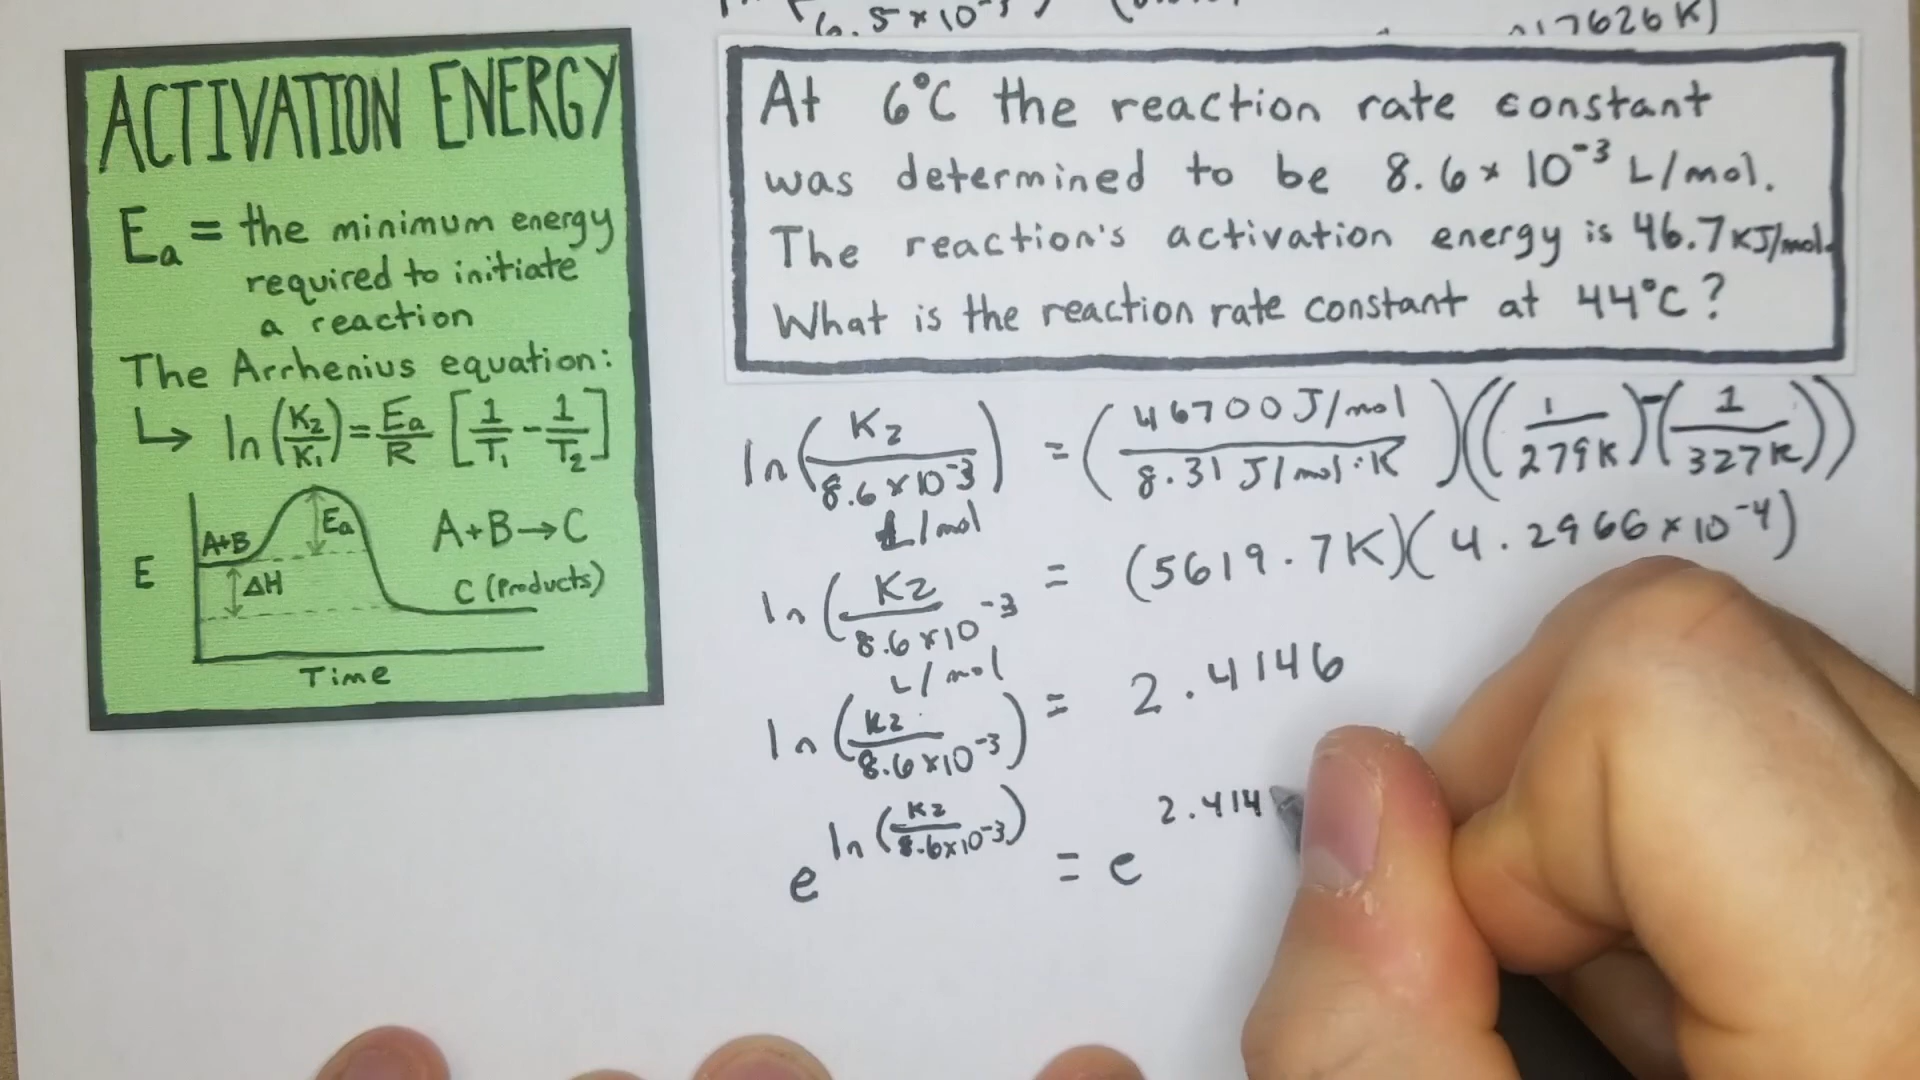 6.5×10
17626K)
ACTIVATION ENERGY
Ea = the minimum energy
required to initiate
a reaction
The Arrhenius equation:
↳ ln(K2/K1) = Ea/R [1/T1 - 1/T2]
A+B
Ea
A+B→C
E
ΔH
C (Products)
Time
At 6°C the reaction rate constant
was determined to be 8.6×10⁻³ L/mol.
The reaction's activation energy is 46.7KJ/mol.
What is the reaction rate constant at 44°C?
ln(K2/8.6×10⁻³ L/mol) = (46700 J/mol / 8.31 J/mol·K)((1/279K)-(1/327K))
ln(K2/8.6×10⁻³ L/mol = (5619.7K)(4.2966×10⁻⁴)
ln(K2/8.6×10⁻³) = 2.4146
e^ln(K2/8.6×10⁻³) = e^2.414